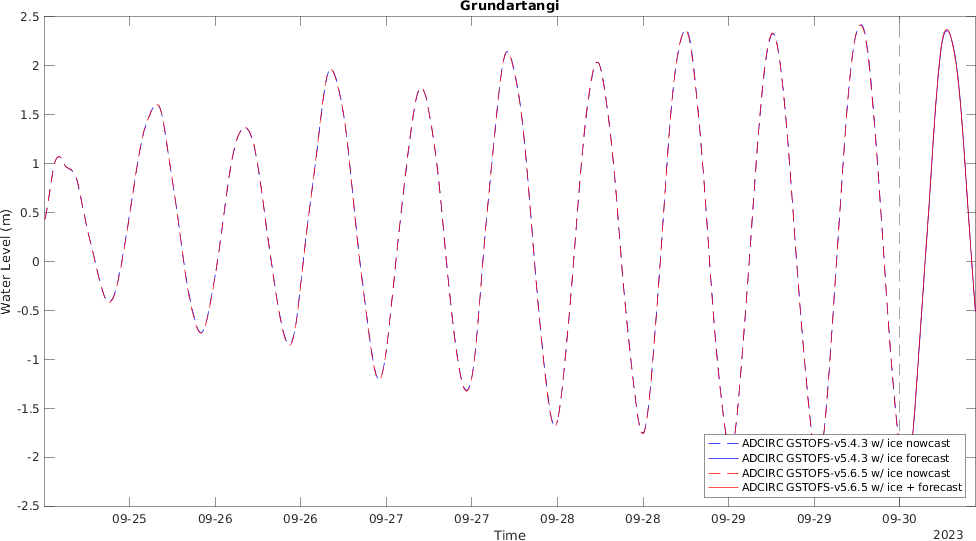 Grundartangi
Water Level (m)
2.5
2
1.5
1
0.5
0
-0.5
-1
-1.5
-2
-2.5
ADCIRC GSTOFS-v5.4.3 w/ ice nowcast
ADCIRC GSTOFS-v5.4.3 w/ ice forecast
ADCIRC GSTOFS-v5.6.5 w/ ice nowcast
ADCIRC GSTOFS-v5.6.5 w/ ice + forecast
09-25 09-26 09-26 09-27 09-27 09-28 09-28 09-29 09-29 09-30
Time
2023